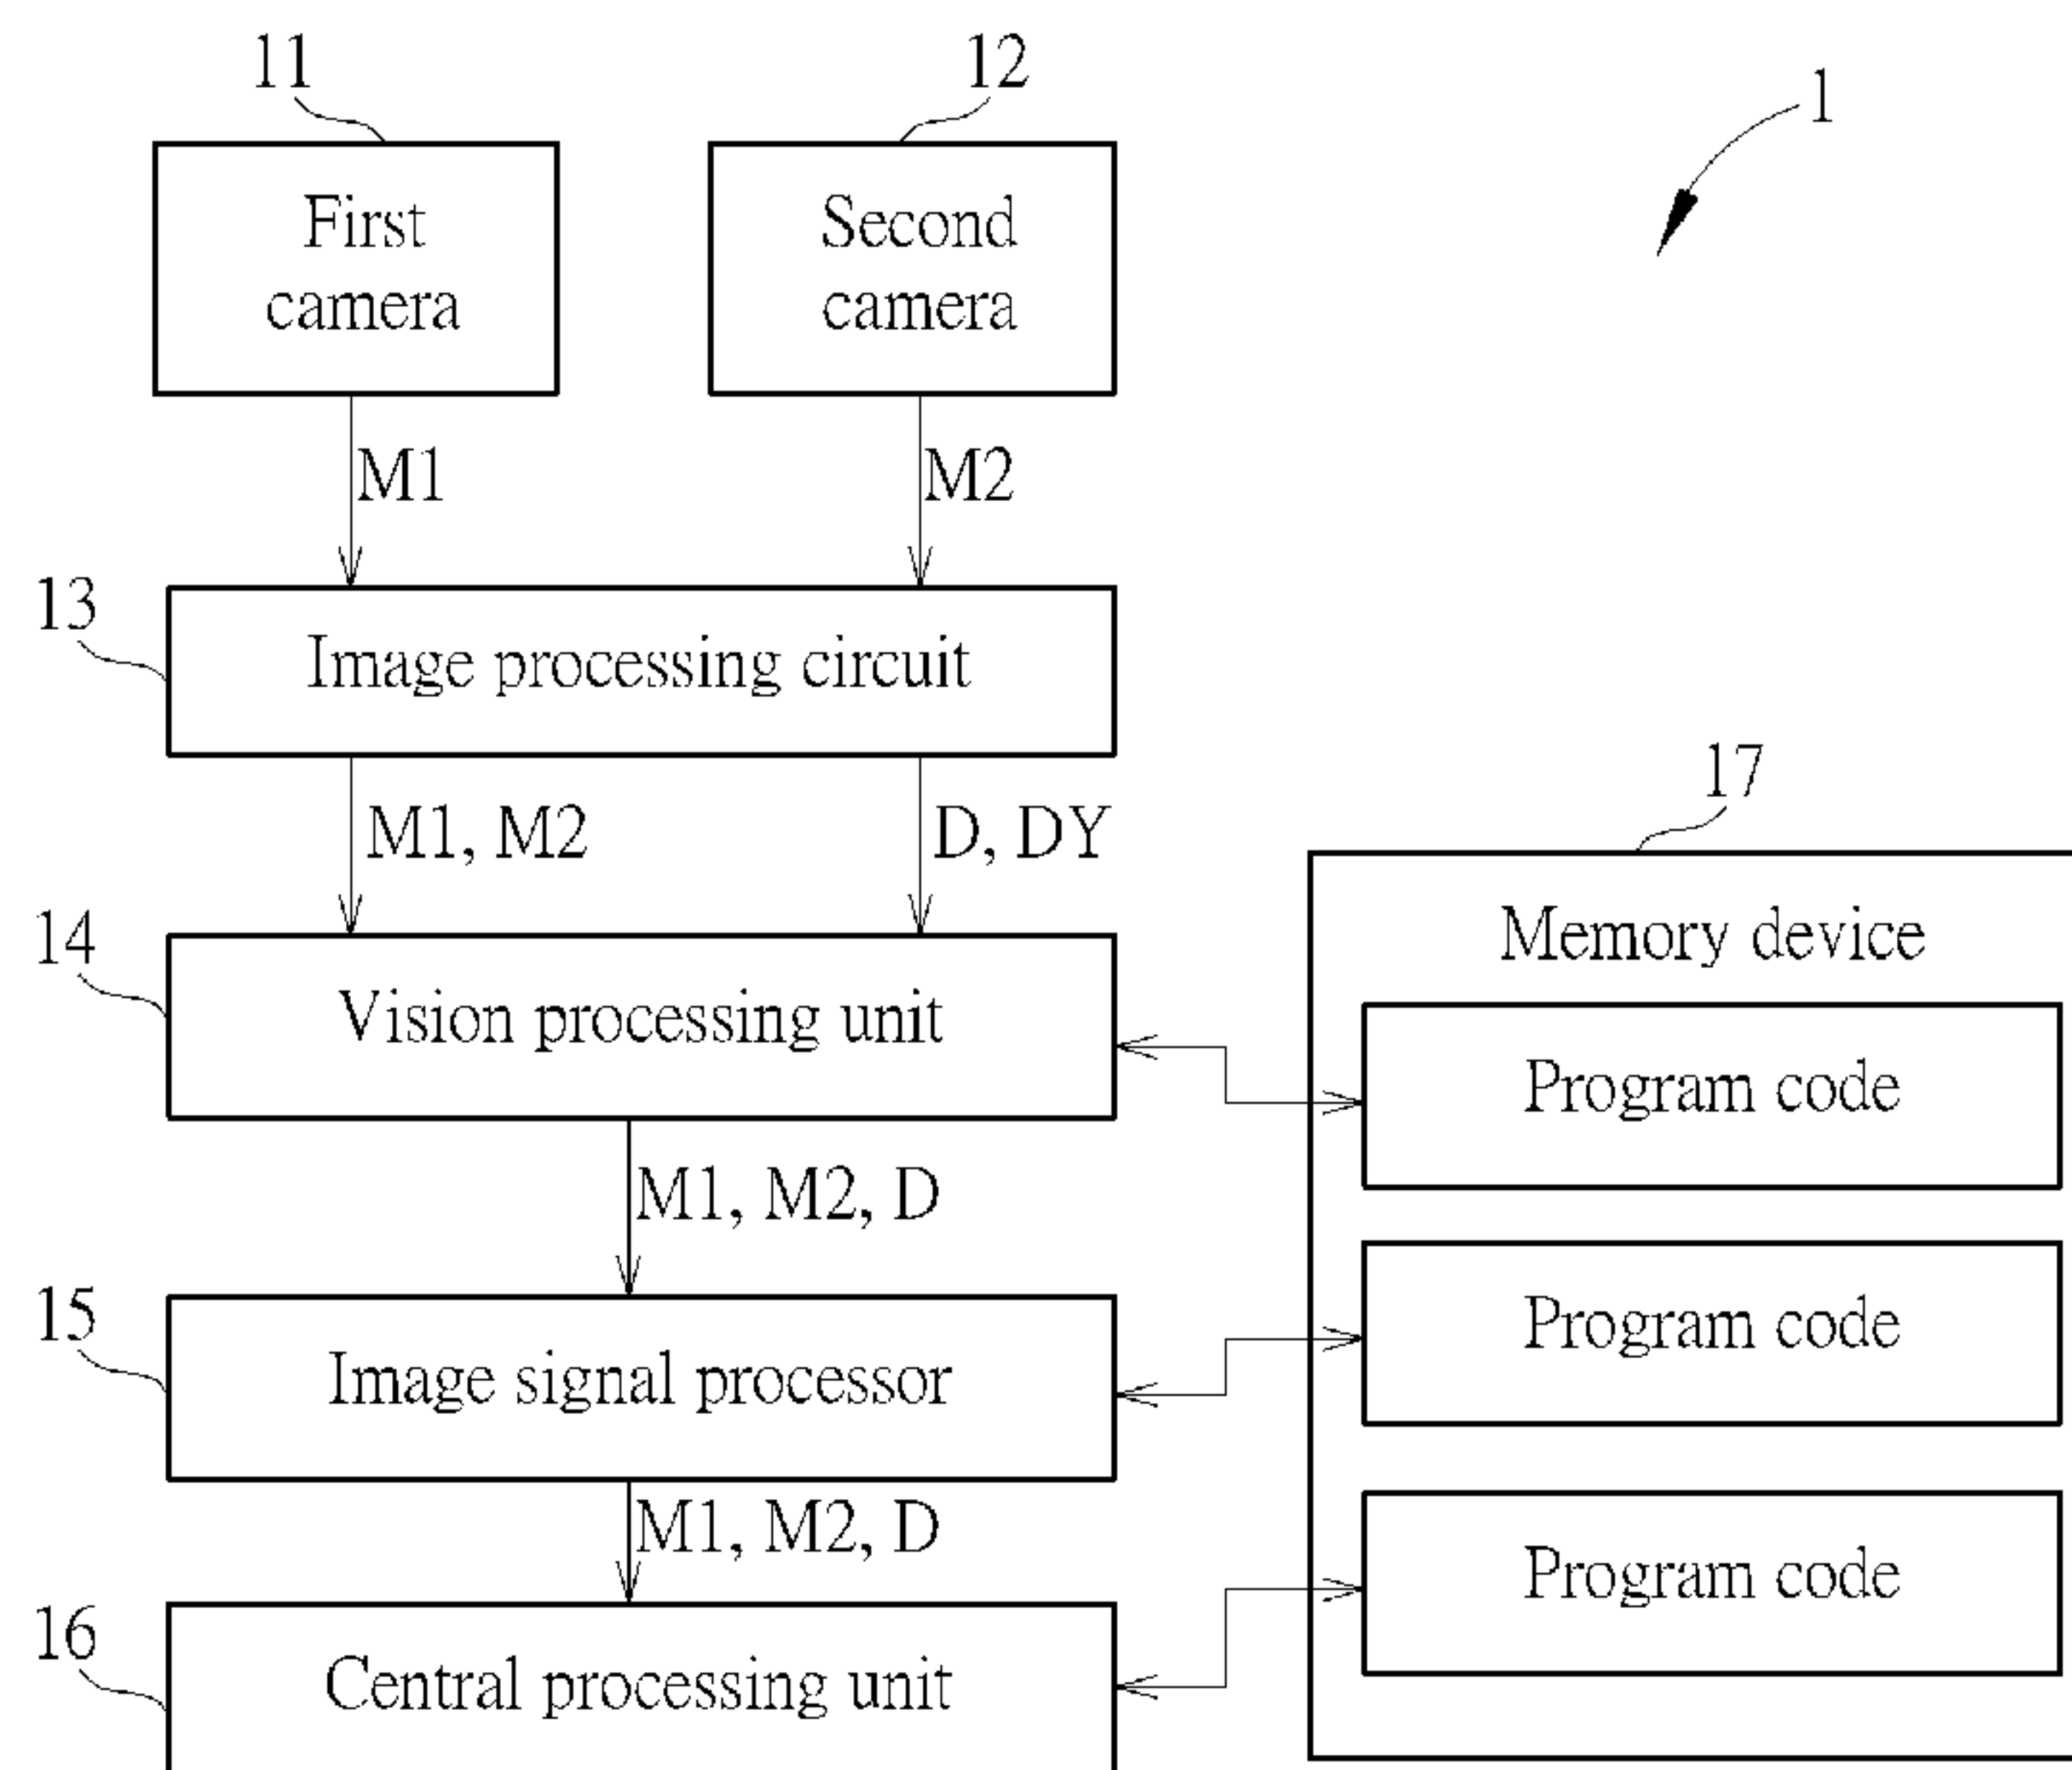 11
12
1
First
camera
Second
camera
M1
M2
13
Image processing circuit
17
M1, M2
D, DY
14
Memory device
Vision processing unit
Program code
M1, M2, D
15
Program code
Image signal processor
M1, M2, D
Program code
16
Central processing unit